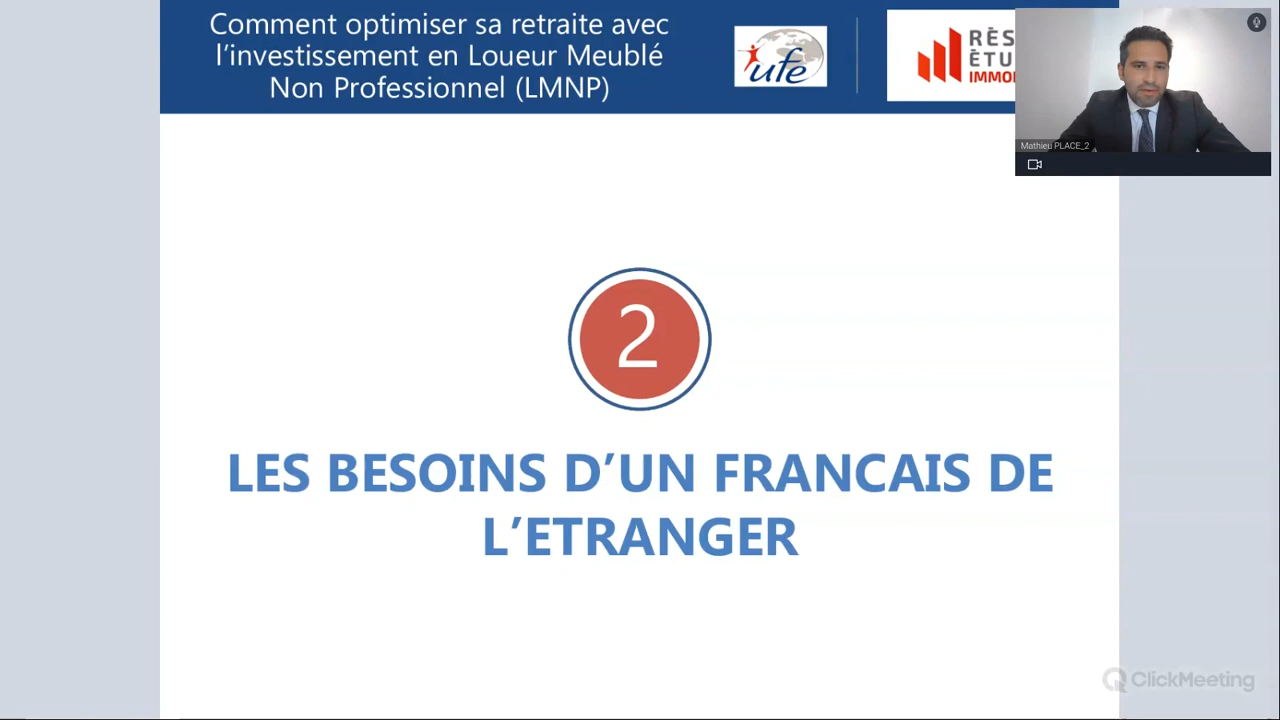 Comment optimiser sa retraite avec
l’investissement en Loueur Meublé
Non Professionnel (LMNP)
ufe
Mathieu PLACE_2
2
LES BESOINS D’UN FRANCAIS DE
L’ETRANGER
ClickMeeting